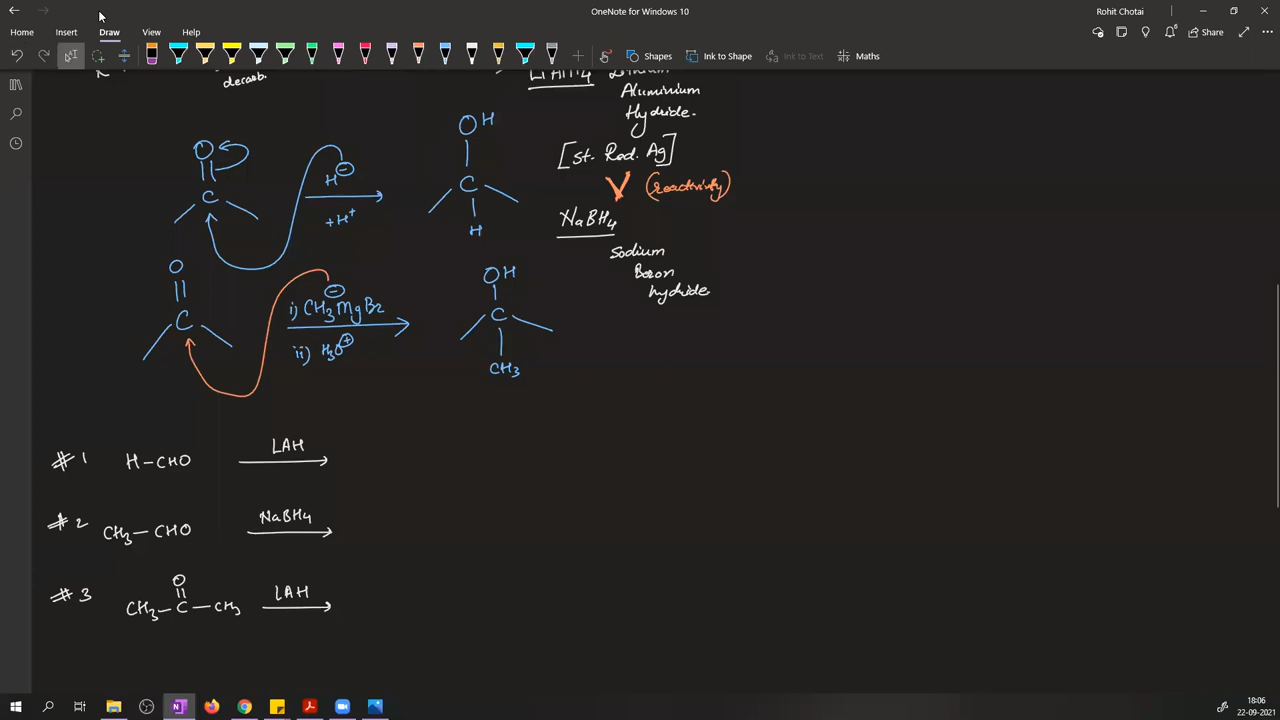 OneNote for Windows 10
Rohit Chotai
Home Insert Draw View Help
Share
Shapes
Ink to Shape
Ink to Text
Maths
decarb.
LiAlH4
Aluminium
Hydride.
[St. Red. Ag]
(reactivity)
NaBH4
Sodium
Boron
hydride.
O
C
H⊖
+H⁺
OH
C
H
O
C
⊖
i) CH3MgBr
ii) H3O⊕
OH
C
CH3
#1 H-CHO LAH
#2 CH3-CHO NaBH4
#3 CH3-C-CH3 LAH
O
18:06
22-09-2021